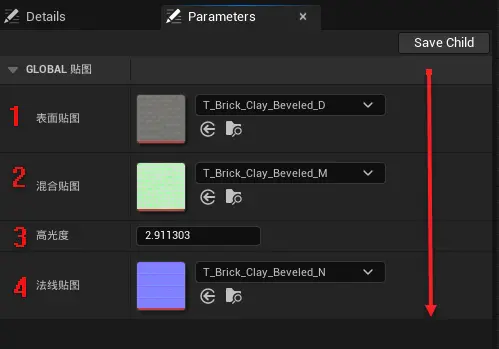 Details
Parameters
Save Child
GLOBAL 贴图
1 表面贴图 T_Brick_Clay_Beveled_D
2 混合贴图 T_Brick_Clay_Beveled_M
3 高光度 2.911303
4 法线贴图 T_Brick_Clay_Beveled_N